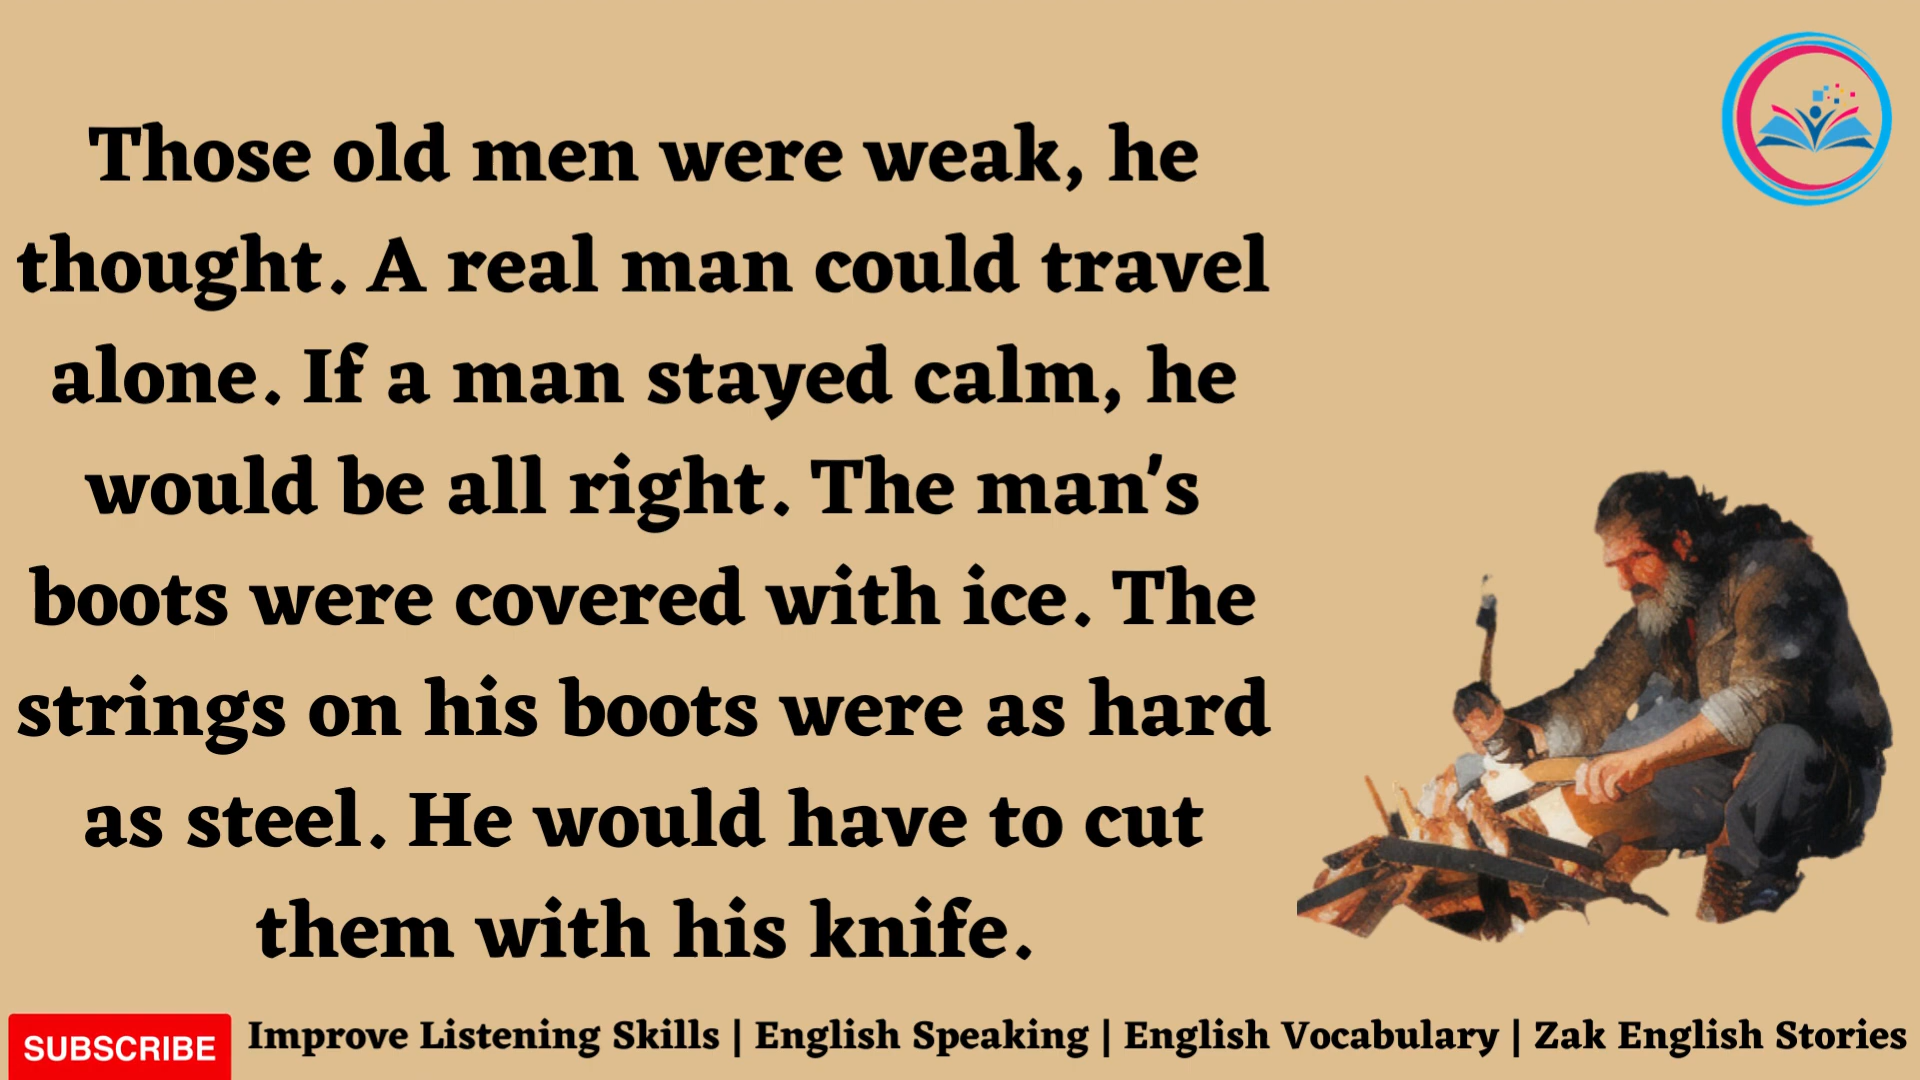 Those old men were weak, he
thought. A real man could travel
alone. If a man stayed calm, he
would be all right. The man's
boots were covered with ice. The
strings on his boots were as hard
as steel. He would have to cut
them with his knife.
SUBSCRIBE
Improve Listening Skills | English Speaking | English Vocabulary | Zak English Stories